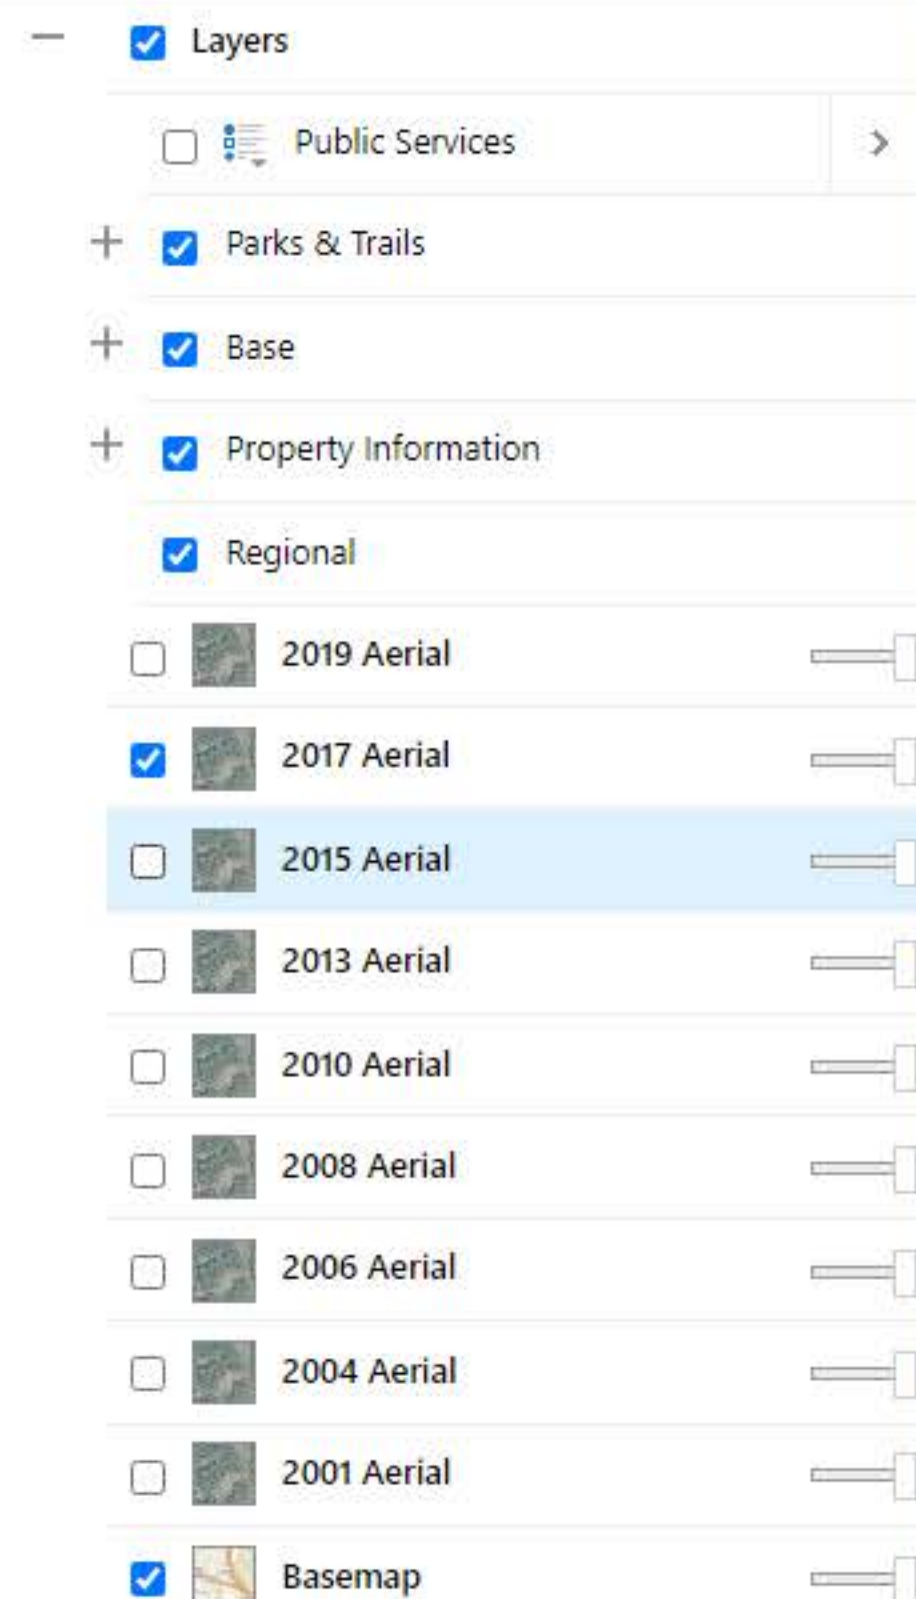 Layers
Public Services
Parks & Trails
Base
Property Information
Regional
2019 Aerial
2017 Aerial
2015 Aerial
2013 Aerial
2010 Aerial
2008 Aerial
2006 Aerial
2004 Aerial
2001 Aerial
Basemap